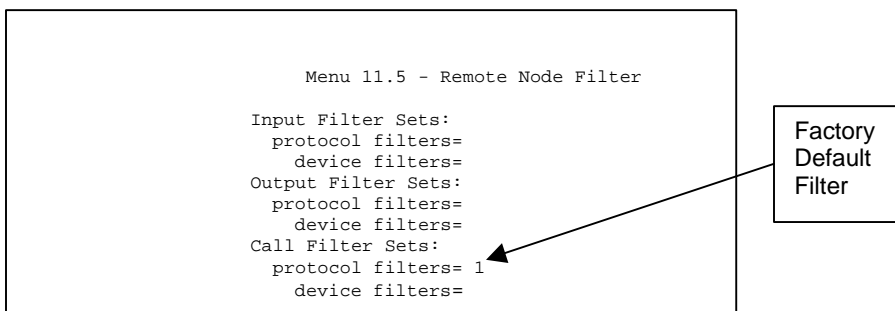 Menu 11.5 - Remote Node Filter
Input Filter Sets:
protocol filters=
device filters=
Output Filter Sets:
protocol filters=
device filters=
Call Filter Sets:
protocol filters= 1
device filters=
Factory
Default
Filter